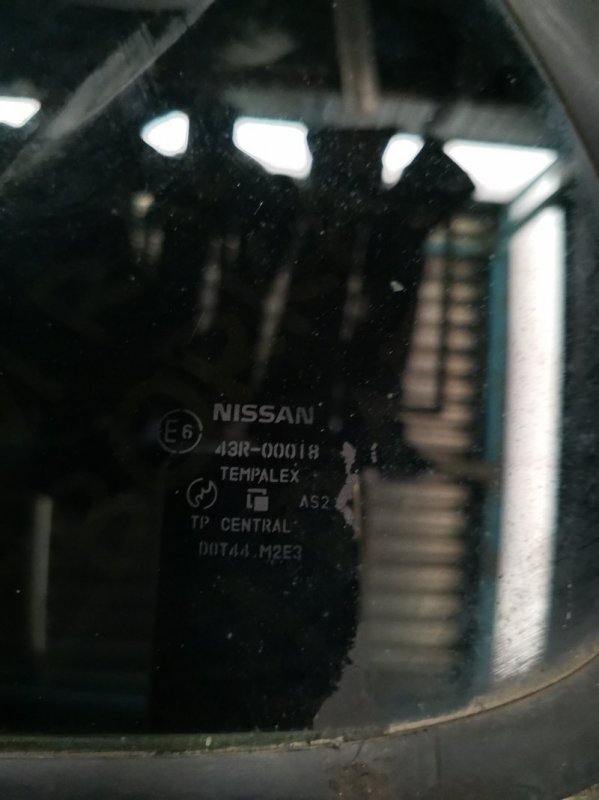 NISSAN
E6
43R-00018
TEMPALEX
AS2
TP CENTRAL
DOT44 M2E3